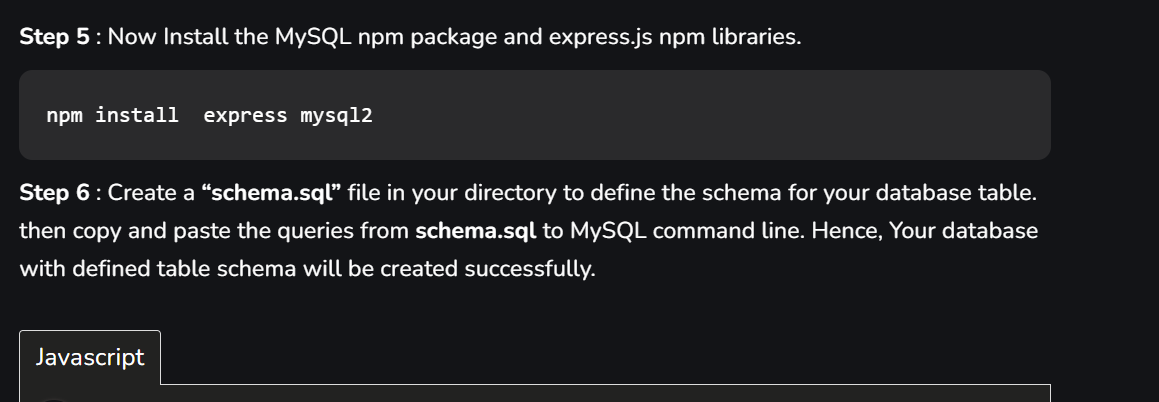 Step 5 : Now Install the MySQL npm package and express.js npm libraries.
npm install  express mysql2
Step 6 : Create a “schema.sql” file in your directory to define the schema for your database table.
then copy and paste the queries from schema.sql to MySQL command line. Hence, Your database
with defined table schema will be created successfully.
Javascript